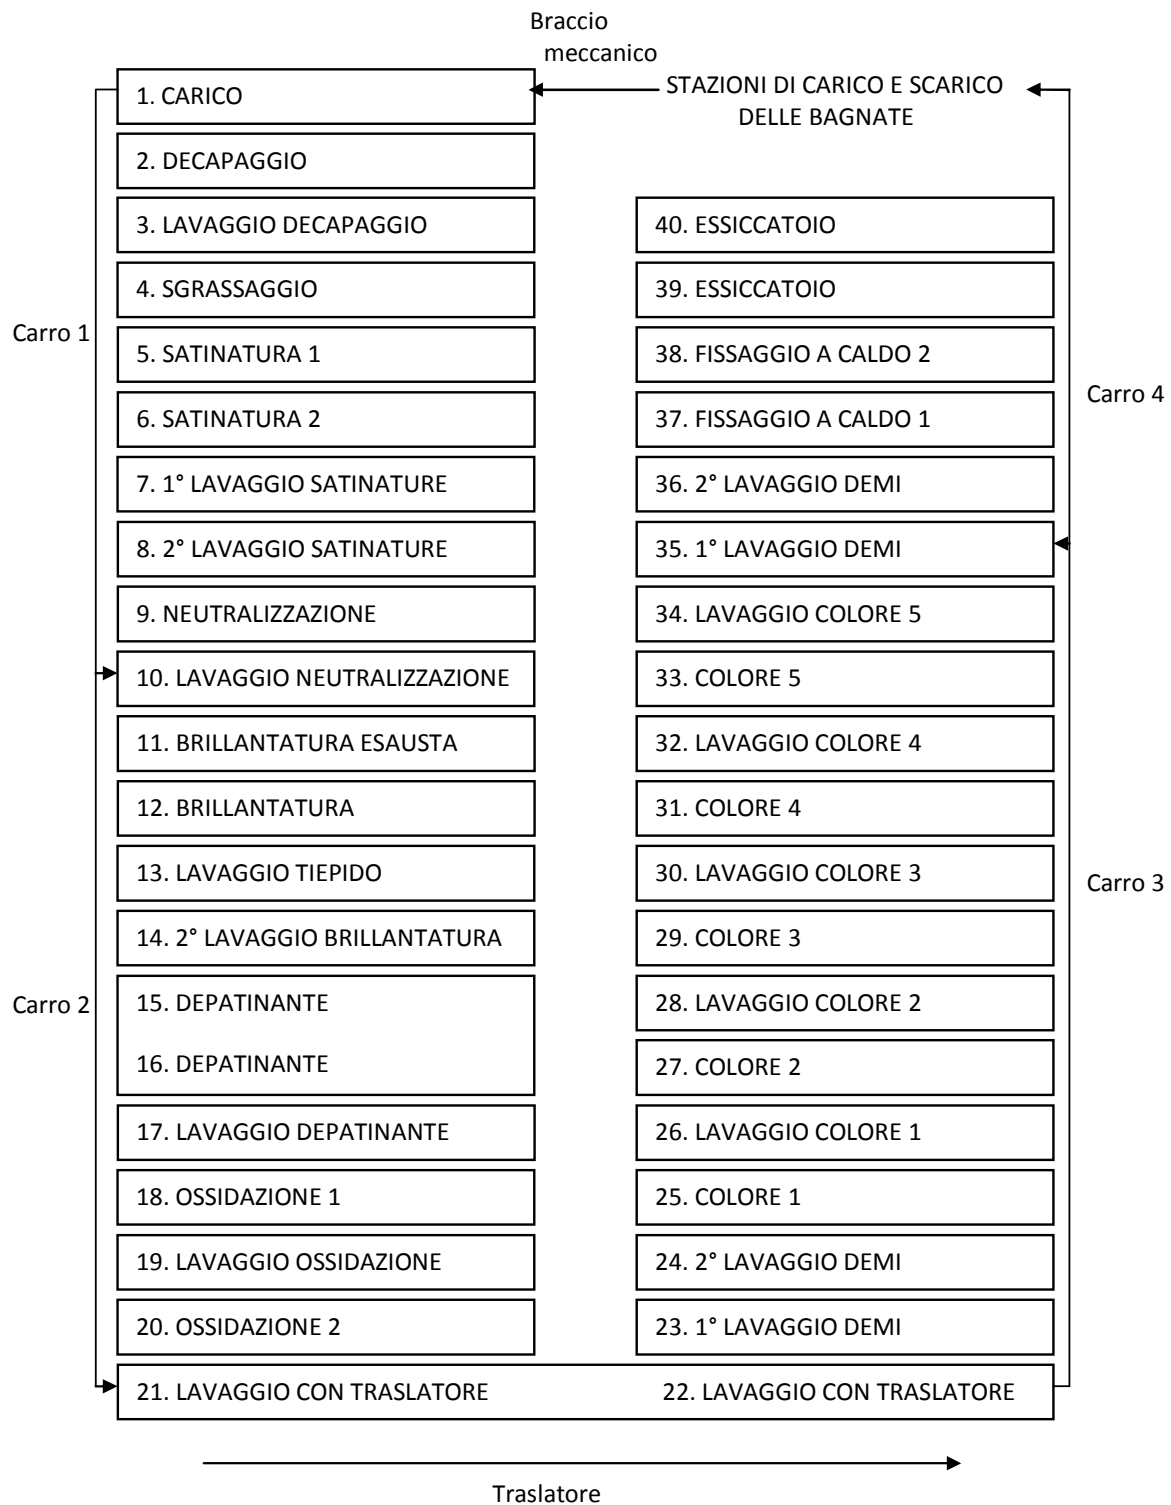 Braccio
meccanico
STAZIONI DI CARICO E SCARICO
DELLE BAGNATE
1. CARICO
2. DECAPAGGIO
3. LAVAGGIO DECAPAGGIO
4. SGRASSAGGIO
Carro 1
5. SATINATURA 1
6. SATINATURA 2
7. 1° LAVAGGIO SATINATURE
8. 2° LAVAGGIO SATINATURE
9. NEUTRALIZZAZIONE
10. LAVAGGIO NEUTRALIZZAZIONE
11. BRILLANTATURA ESAUSTA
12. BRILLANTATURA
13. LAVAGGIO TIEPIDO
14. 2° LAVAGGIO BRILLANTATURA
Carro 2
15. DEPATINANTE
16. DEPATINANTE
17. LAVAGGIO DEPATINANTE
18. OSSIDAZIONE 1
19. LAVAGGIO OSSIDAZIONE
20. OSSIDAZIONE 2
21. LAVAGGIO CON TRASLATORE
22. LAVAGGIO CON TRASLATORE
40. ESSICCATOIO
39. ESSICCATOIO
38. FISSAGGIO A CALDO 2
Carro 4
37. FISSAGGIO A CALDO 1
36. 2° LAVAGGIO DEMI
35. 1° LAVAGGIO DEMI
34. LAVAGGIO COLORE 5
33. COLORE 5
32. LAVAGGIO COLORE 4
31. COLORE 4
30. LAVAGGIO COLORE 3
Carro 3
29. COLORE 3
28. LAVAGGIO COLORE 2
27. COLORE 2
26. LAVAGGIO COLORE 1
25. COLORE 1
24. 2° LAVAGGIO DEMI
23. 1° LAVAGGIO DEMI
Traslatore